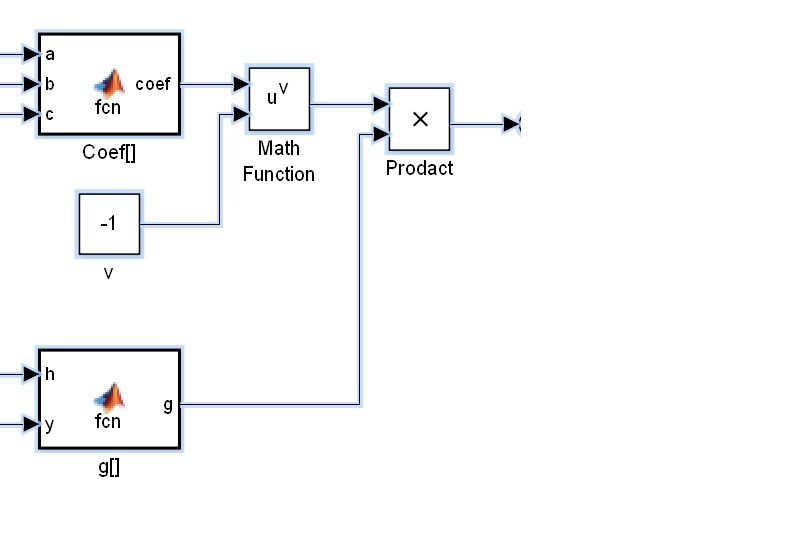 a
b
c
coef
fcn
Coef[]
u^v
Math
Function
×
Prodact
-1
v
h
y
g
fcn
g[]